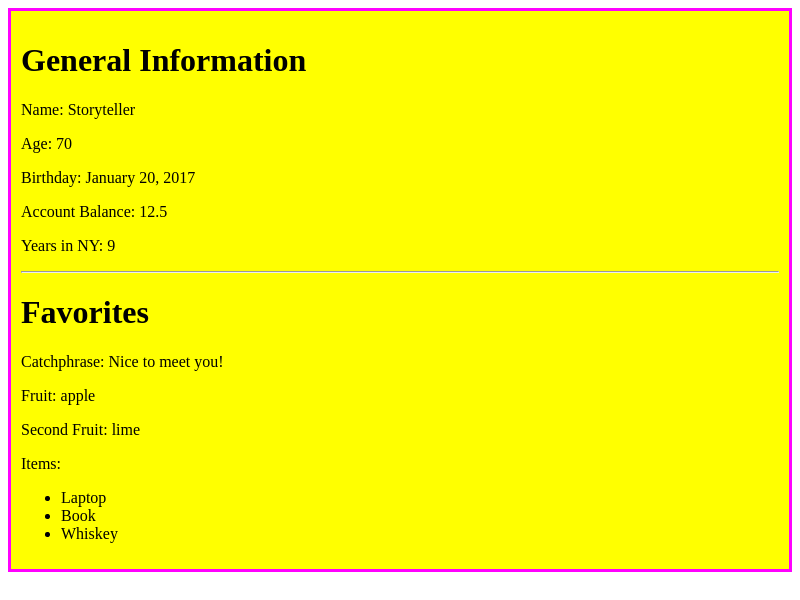 General Information
Name: Storyteller
Age: 70
Birthday: January 20, 2017
Account Balance: 12.5
Years in NY: 9
Favorites
Catchphrase: Nice to meet you!
Fruit: apple
Second Fruit: lime
Items:
Laptop
Book
Whiskey